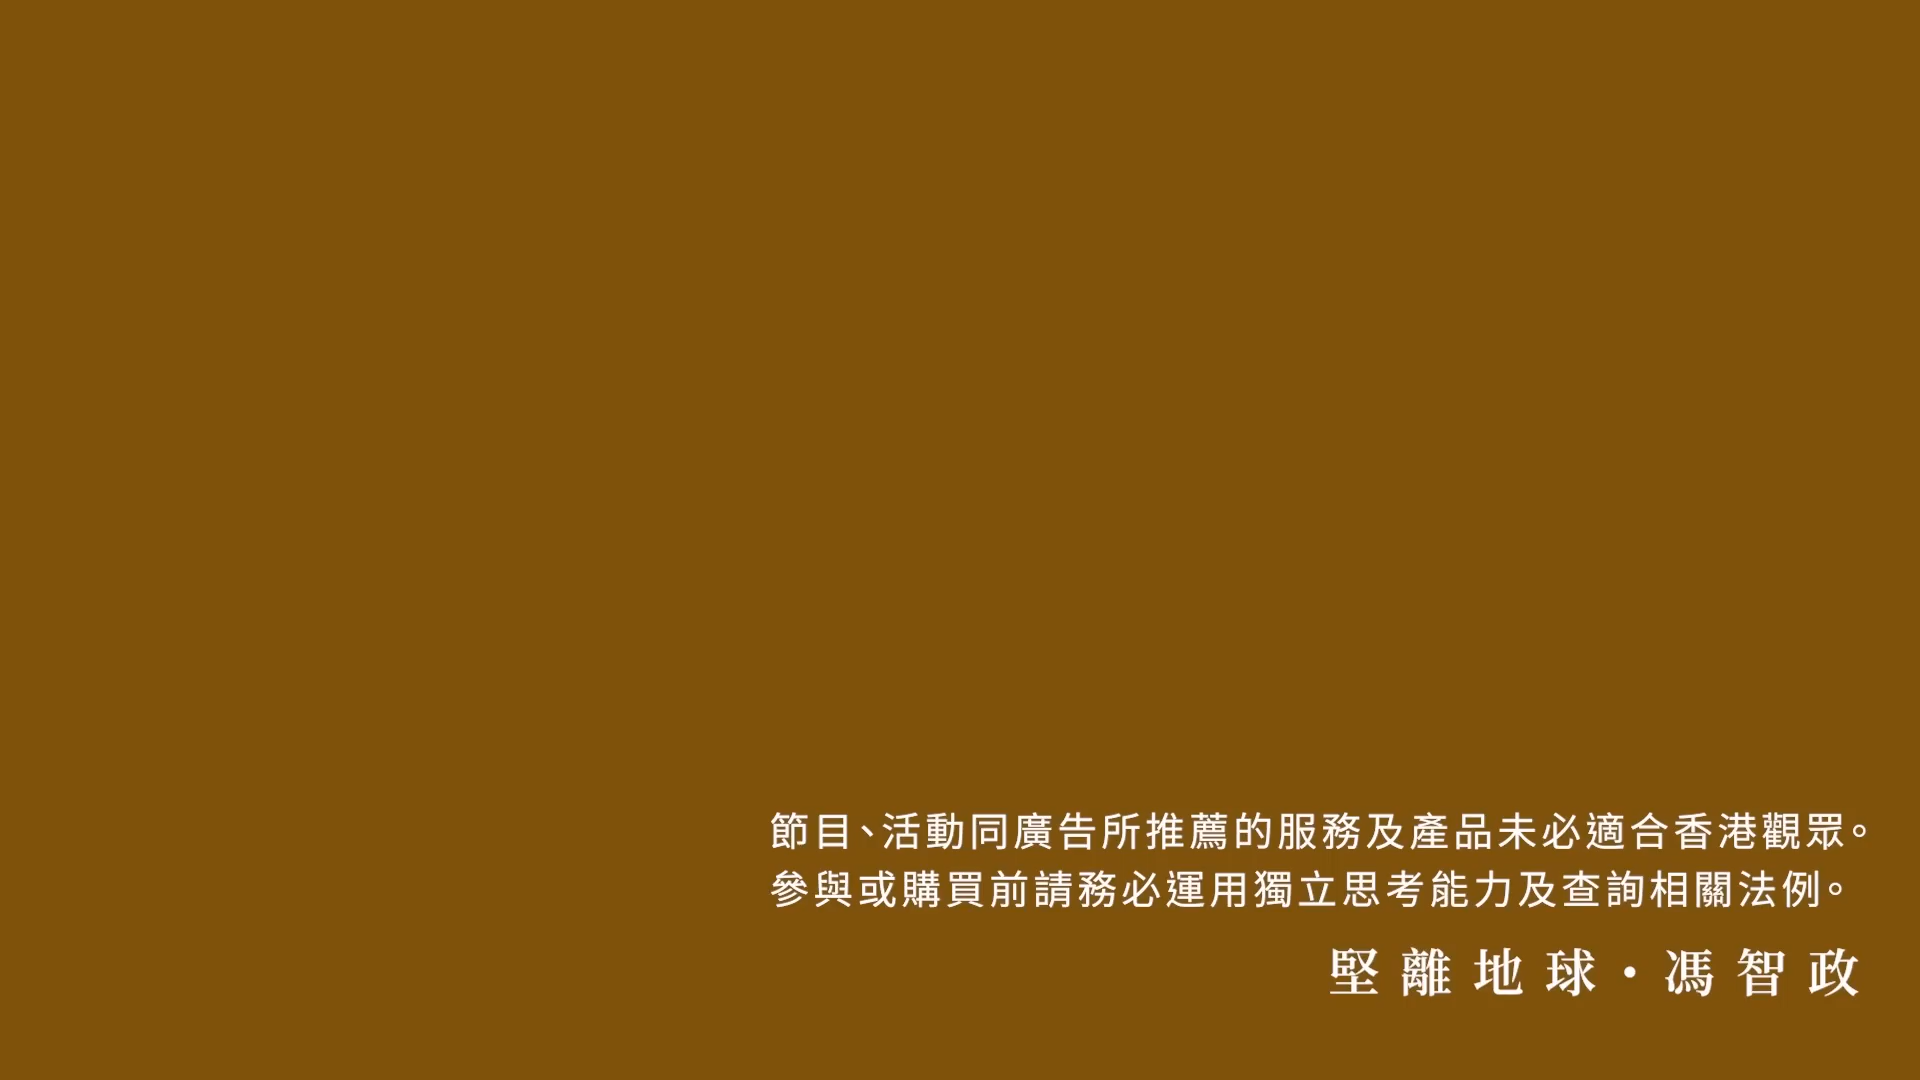 節目、活動同廣告所推薦的服務及產品未必適合香港觀眾。
參與或購買前請務必運用獨立思考能力及查詢相關法例。
堅離地球·馮智政